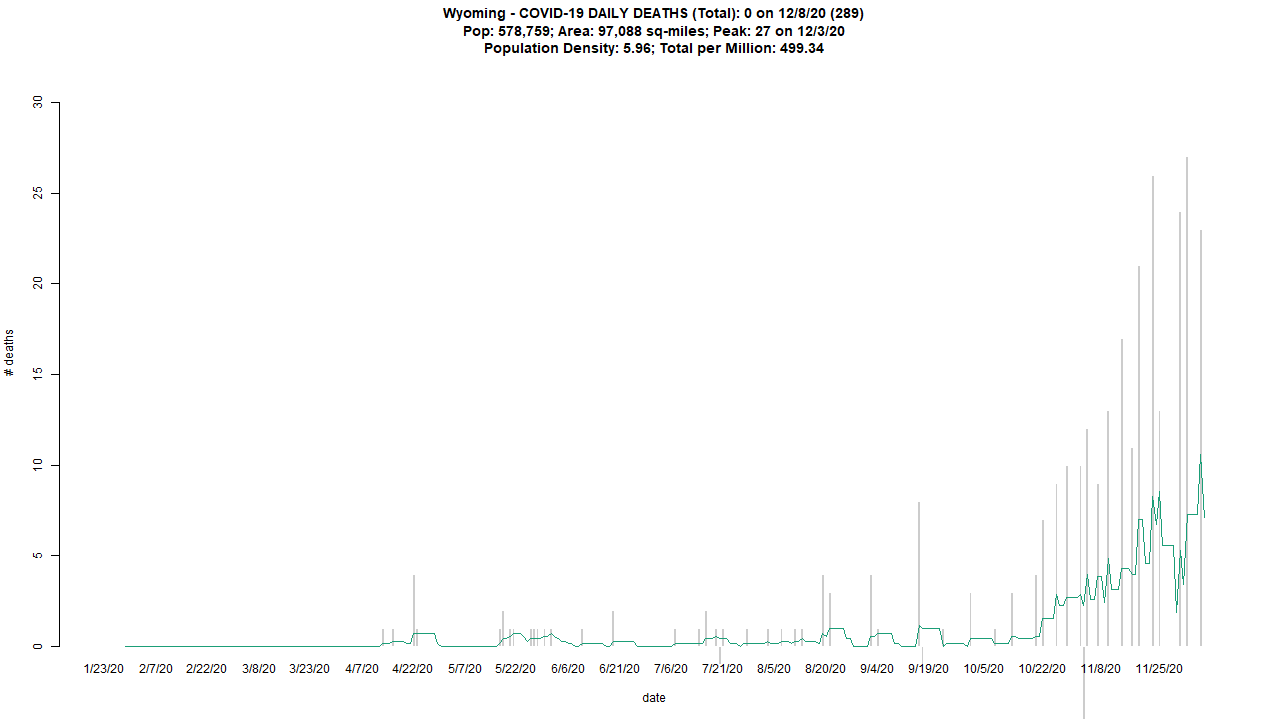 Wyoming - COVID-19 DAILY DEATHS (Total): 0 on 12/8/20 (289)
Pop: 578,759; Area: 97,088 sq-miles; Peak: 27 on 12/3/20
Population Density: 5.96; Total per Million: 499.34
30
25
20
15
10
5
0
# deaths
1/23/20 2/7/20 2/22/20 3/8/20 3/23/20 4/7/20 4/22/20 5/7/20 5/22/20 6/6/20 6/21/20 7/6/20 7/21/20 8/5/20 8/20/20 9/4/20 9/19/20 10/5/20 10/22/20 11/8/20 11/25/20
date